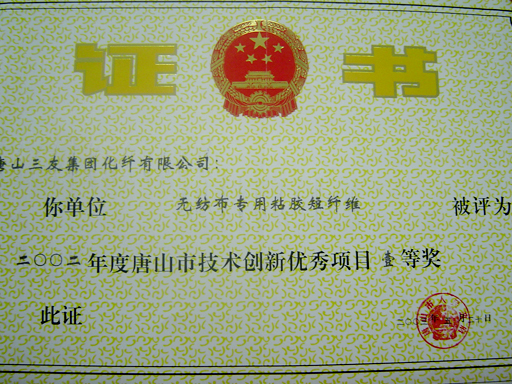 证书
唐山三友集团化纤有限公司：
你单位 无纺布专用粘胶短纤维 被评为
二〇〇二年度唐山市技术创新优秀项目壹等奖
此证